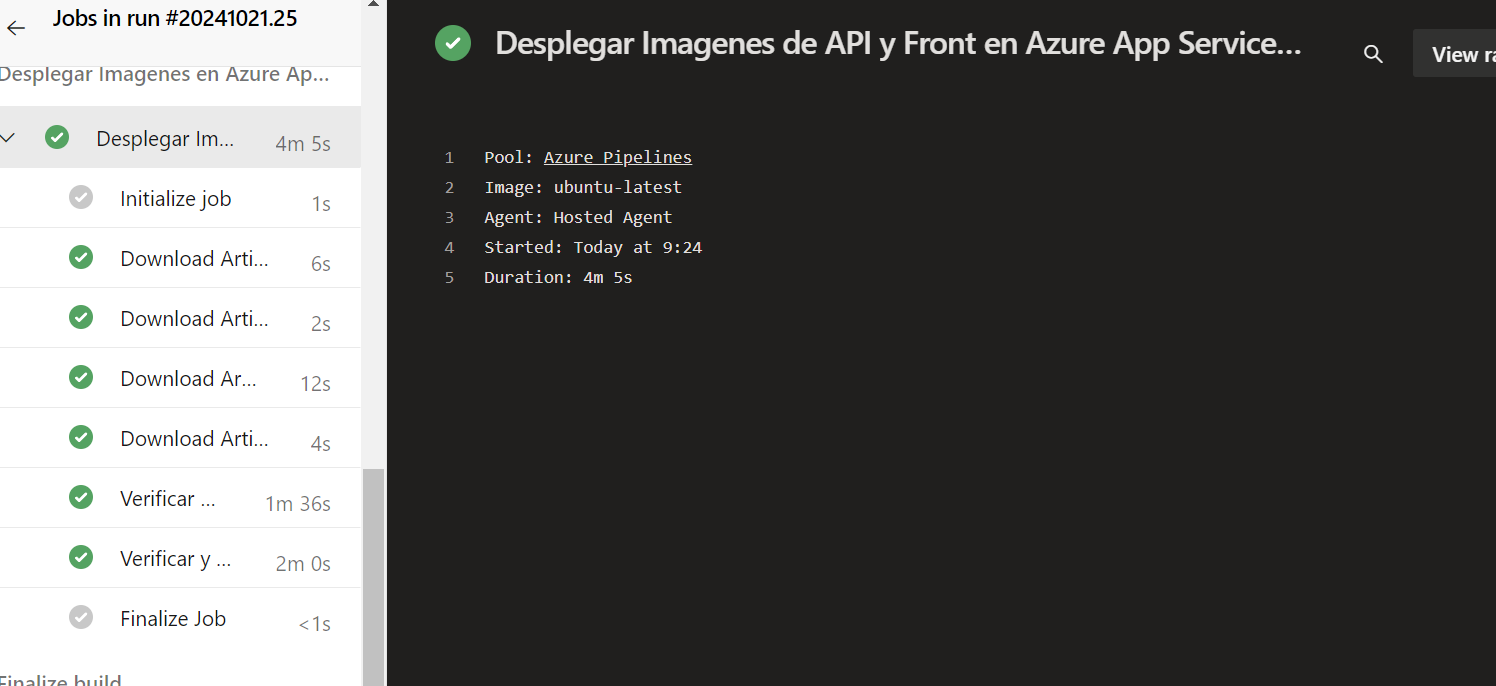 Jobs in run #20241021.25
Desplegar Imagenes en Azure Ap...
Desplegar Im... 4m 5s
Initialize job 1s
Download Arti... 6s
Download Arti... 2s
Download Ar... 12s
Download Arti... 4s
Verificar ... 1m 36s
Verificar y ... 2m 0s
Finalize Job <1s
Finalize build
Desplegar Imagenes de API y Front en Azure App Service...
View ra
1 Pool: Azure Pipelines
2 Image: ubuntu-latest
3 Agent: Hosted Agent
4 Started: Today at 9:24
5 Duration: 4m 5s